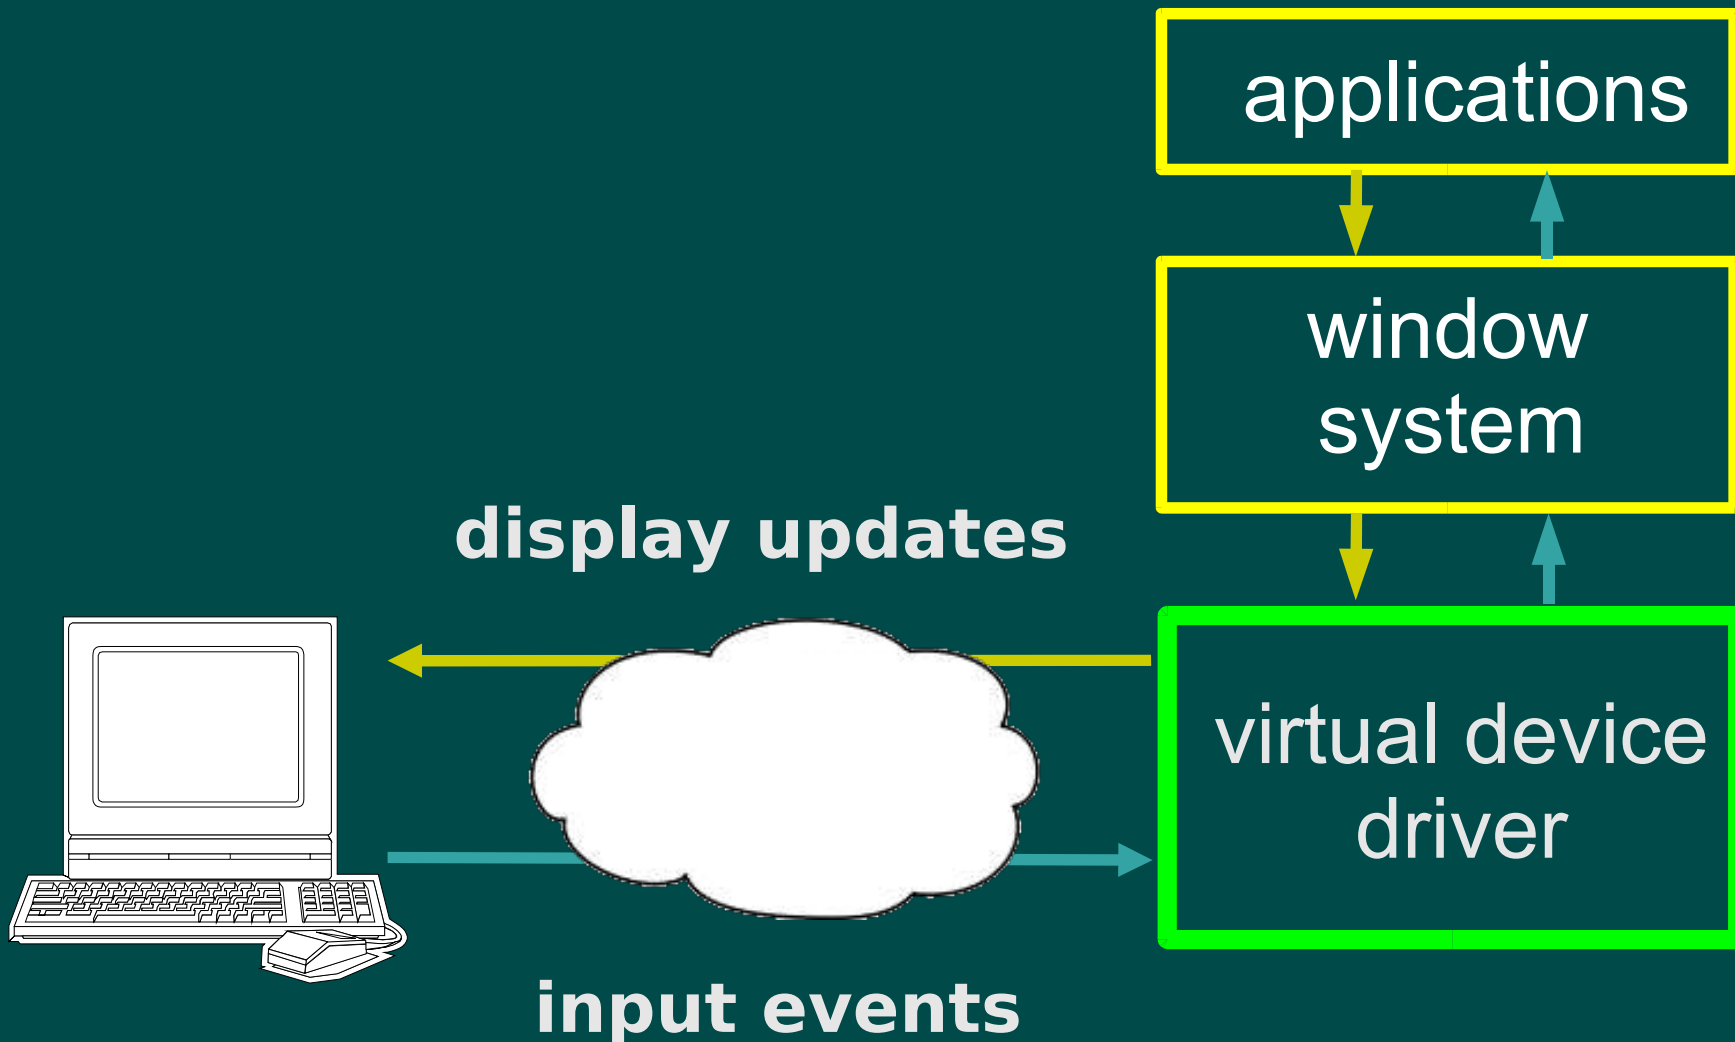 applications
window
system
display updates
virtual device
driver
input events